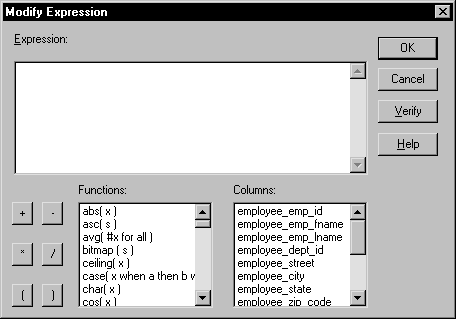 Modify Expression
Expression:
OK
Cancel
Verify
Help
Functions:
Columns:
+ -
* /
( )
abs( x )
asc( s )
avg( #x for all )
bitmap ( s )
ceiling( x )
case( x when a then b w
char( x )
cos( x )
employee_emp_id
employee_emp_fname
employee_emp_lname
employee_dept_id
employee_street
employee_city
employee_state
employee_zip_code